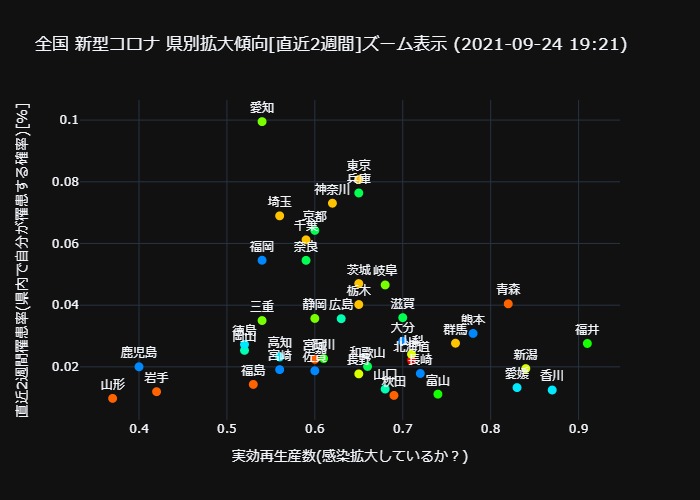 全国 新型コロナ 県別拡大傾向[直近2週間]ズーム表示 (2021-09-24 19:21)
直近2週間罹患率(県内で自分が罹患する確率)[%]
0.1
0.08
0.06
0.04
0.02
愛知
東京
兵庫
神奈川
埼玉
京都
千葉
福岡
奈良
茨城
岐阜
栃木
青森
三重
静岡
広島
滋賀
徳島
岡山
大分
熊本
群馬
福井
鹿児島
高知
宮崎
佐賀
和歌山
長野
北海道
長崎
新潟
山形
岩手
福島
山口
秋田
富山
愛媛
香川
0.4
0.5
0.6
0.7
0.8
0.9
実効再生産数(感染拡大しているか？)